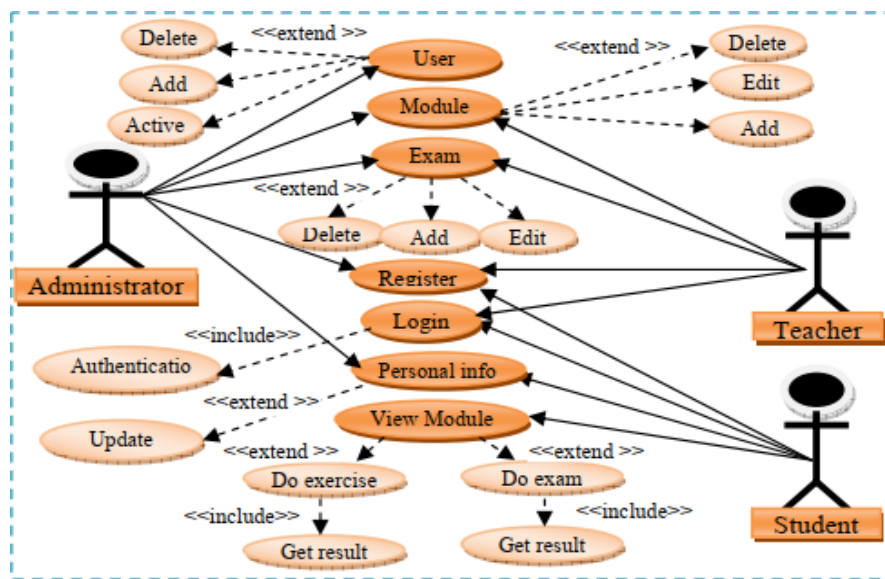 Delete
<<extend >>
User
<<extend >>
Delete
Add
Module
Edit
Active
Exam
Add
<<extend >>
Delete
Add
Edit
Administrator
Register
Login
Teacher
<<include>>
Authenticatio
Personal info
<<extend >>
View Module
Update
<<extend >>
<<extend >>
Do exercise
Do exam
<<include>>
<<include>>
Student
Get result
Get result